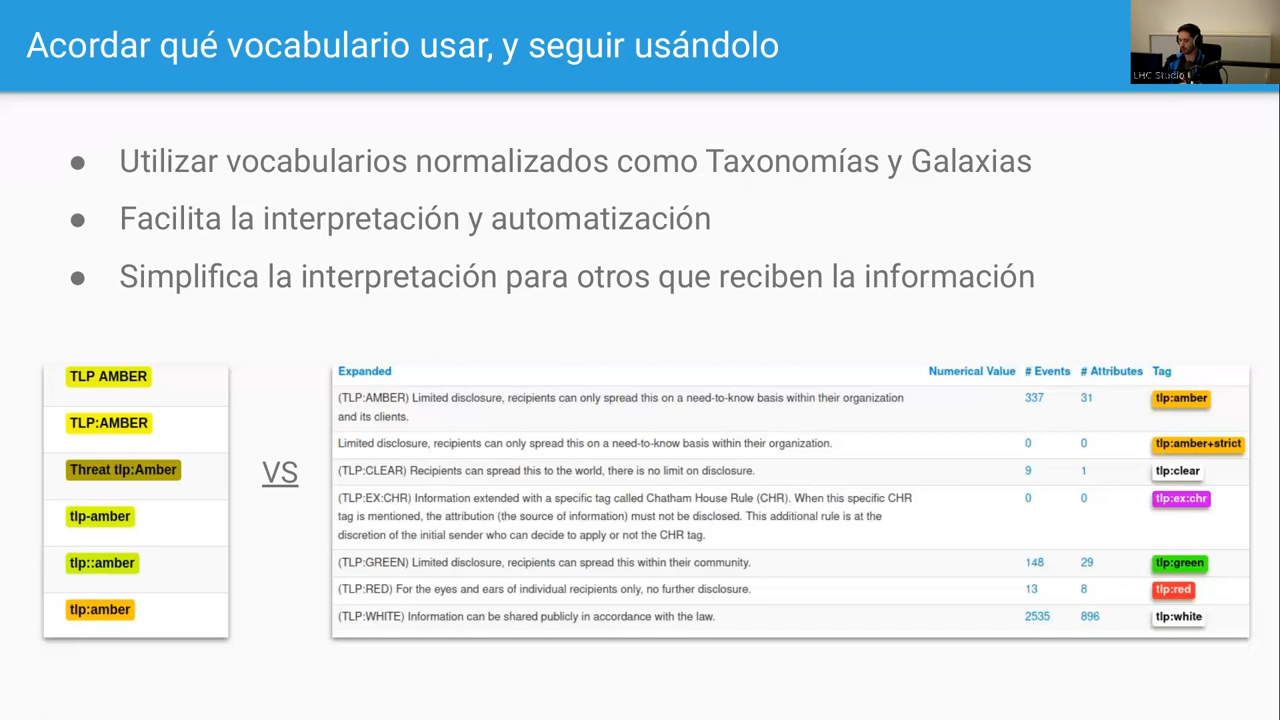 Acordar qué vocabulario usar, y seguir usándolo
LHC Studio
● Utilizar vocabularios normalizados como Taxonomías y Galaxias
● Facilita la interpretación y automatización
● Simplifica la interpretación para otros que reciben la información
TLP AMBER
TLP:AMBER
Threat tlp:Amber
tlp-amber
tlp::amber
tlp:amber
VS
Expanded Numerical Value # Events # Attributes Tag
(TLP:AMBER) Limited disclosure, recipients can only spread this on a need-to-know basis within their organization 337 31 tlp:amber
and its clients.
Limited disclosure, recipients can only spread this on a need-to-know basis within their organization. 0 0 tlp:amber+strict
(TLP:CLEAR) Recipients can spread this to the world, there is no limit on disclosure. 9 1 tlp:clear
(TLP:EX:CHR) Information extended with a specific tag called Chatham House Rule (CHR). When this specific CHR 0 0 tlp:ex:chr
tag is mentioned, the attribution (the source of information) must not be disclosed. This additional rule is at the
discretion of the initial sender who can decide to apply or not the CHR tag.
(TLP:GREEN) Limited disclosure, recipients can spread this within their community. 148 29 tlp:green
(TLP:RED) For the eyes and ears of individual recipients only, no further disclosure. 13 8 tlp:red
(TLP:WHITE) Information can be shared publicly in accordance with the law. 2535 896 tlp:white